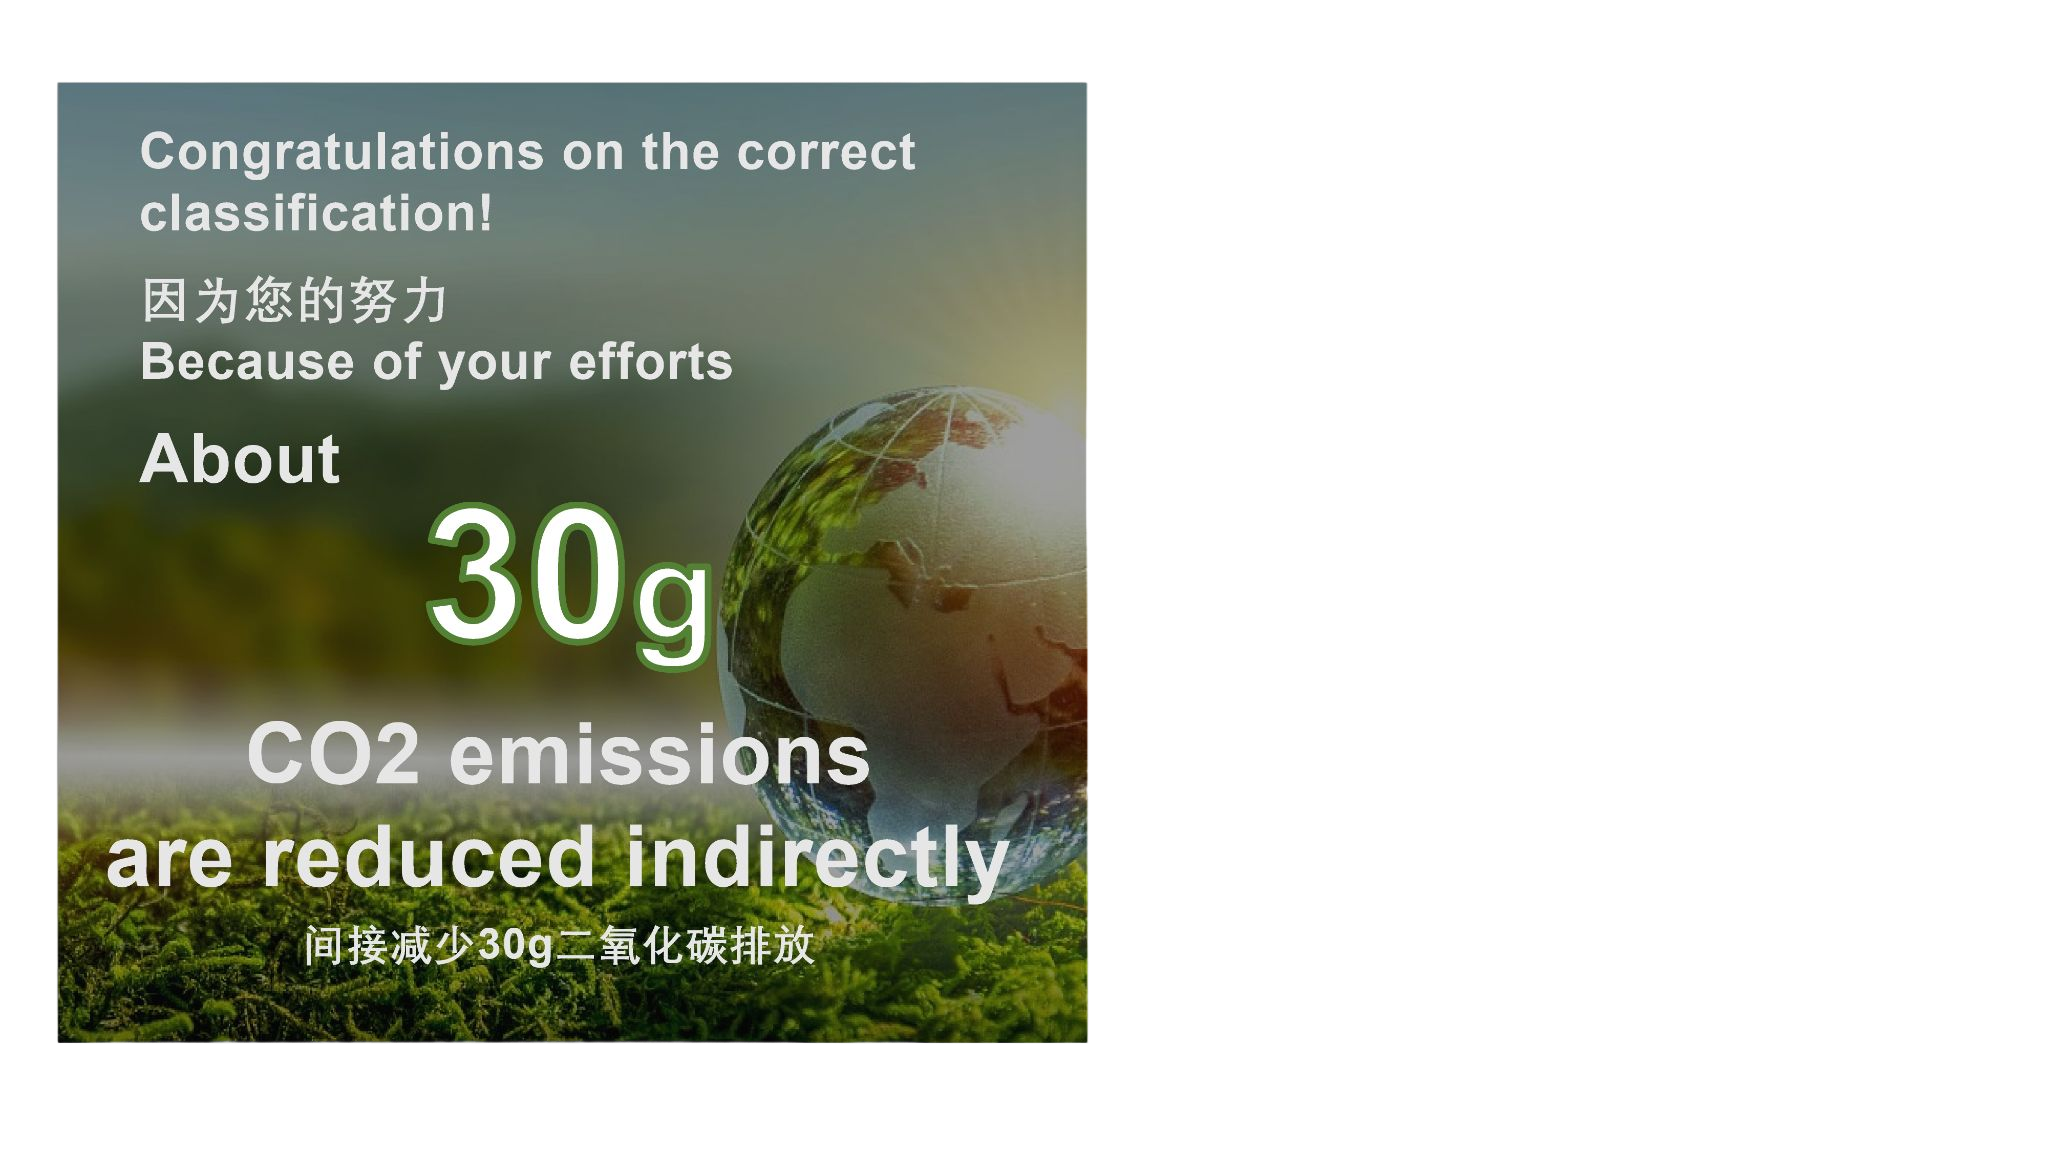 Congratulations on the correct
classification!
因为您的努力
Because of your efforts
About
30g
CO2 emissions
are reduced indirectly
间接减少30g二氧化碳排放